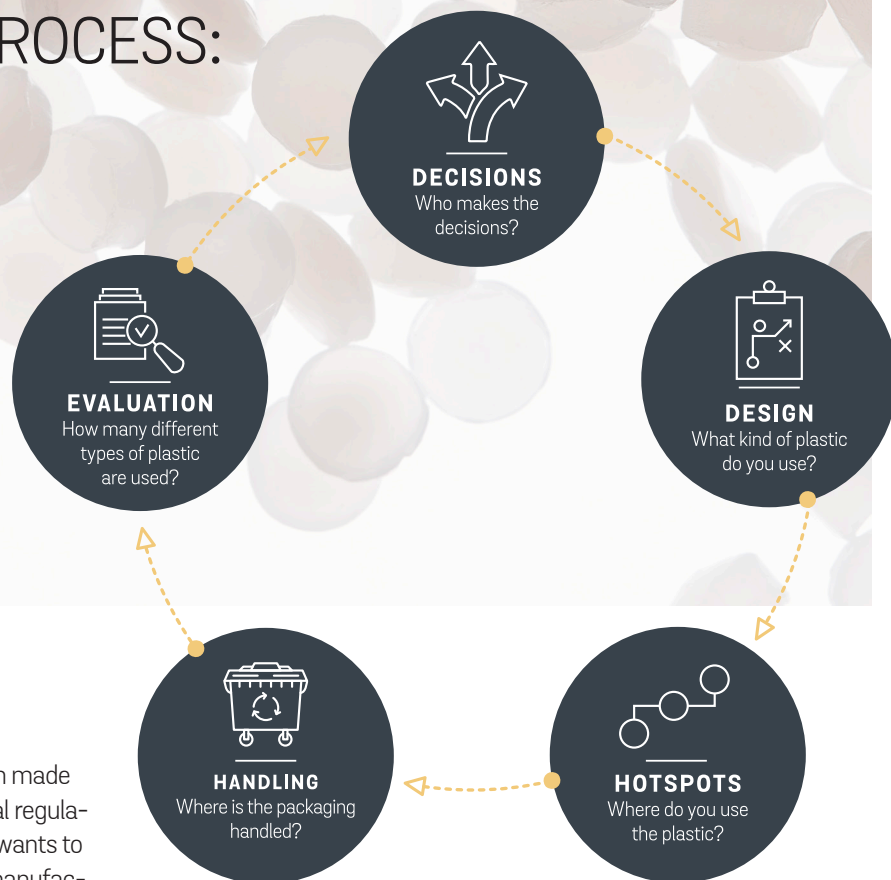 ROCESS:
DECISIONS
Who makes the
decisions?
DESIGN
What kind of plastic
do you use?
HOTSPOTS
Where do you use
the plastic?
HANDLING
Where is the packaging
handled?
EVALUATION
How many different
types of plastic
are used?
n made
al regula-
wants to
manufac-